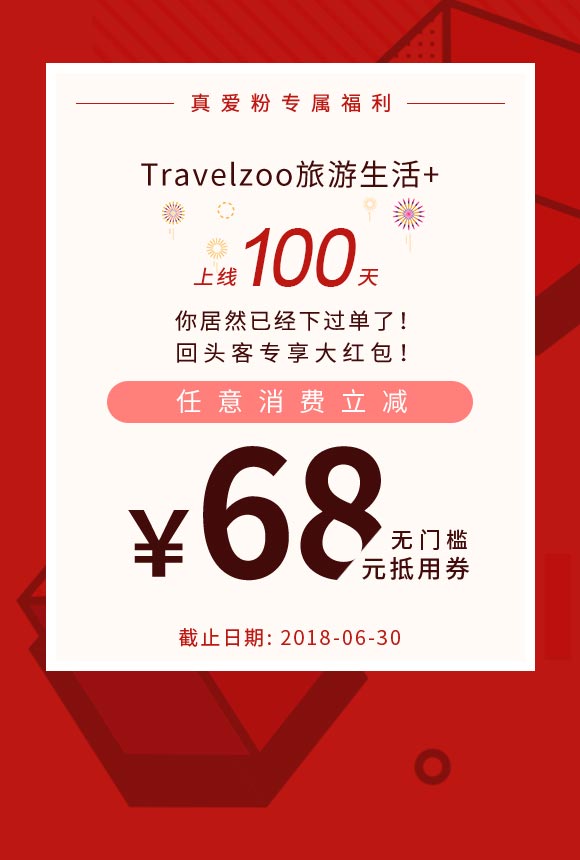 真爱粉专属福利
Travelzoo旅游生活+
上线100天
你居然已经下过单了!
回头客专享大红包!
任意消费立减
¥68
无门槛
元抵用券
截止日期: 2018-06-30